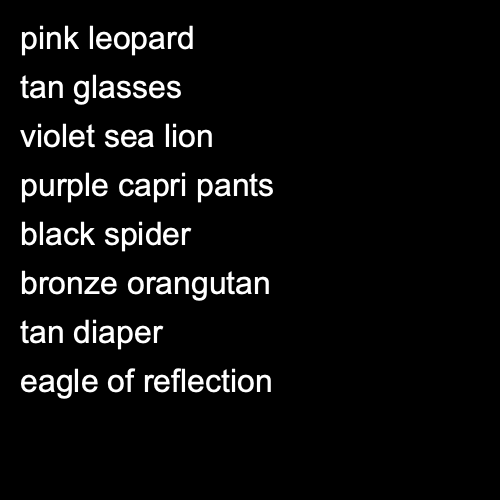 pink leopard
tan glasses
violet sea lion
purple capri pants
black spider
bronze orangutan
tan diaper
eagle of reflection